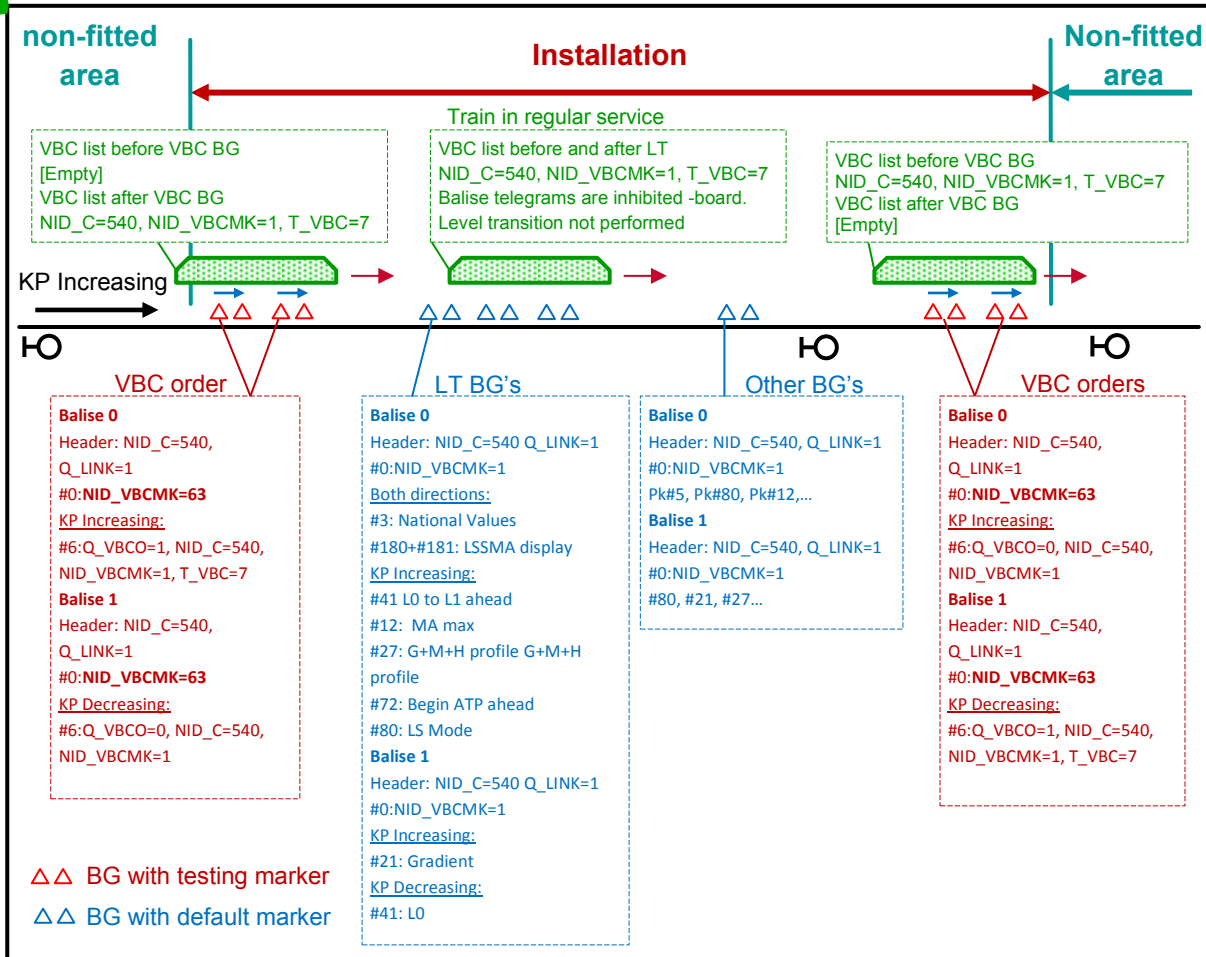 non-fitted
area
Installation
Non-fitted
area
Train in regular service
VBC list before VBC BG
[Empty]
VBC list after VBC BG
NID_C=540, NID_VBCMK=1, T_VBC=7
VBC list before and after LT
NID_C=540, NID_VBCMK=1, T_VBC=7
Balise telegrams are inhibited -board.
Level transition not performed
VBC list before VBC BG
NID_C=540, NID_VBCMK=1, T_VBC=7
VBC list after VBC BG
[Empty]
KP Increasing
VBC order
Balise 0
Header: NID_C=540,
Q_LINK=1
#0:NID_VBCMK=63
KP Increasing:
#6:Q_VBCO=1, NID_C=540,
NID_VBCMK=1, T_VBC=7
Balise 1
Header: NID_C=540,
Q_LINK=1
#0:NID_VBCMK=63
KP Decreasing:
#6:Q_VBCO=0, NID_C=540,
NID_VBCMK=1
LT BG's
Balise 0
Header: NID_C=540 Q_LINK=1
#0:NID_VBCMK=1
Both directions:
#3: National Values
#180+#181: LSSMA display
KP Increasing:
#41 L0 to L1 ahead
#12: MA max
#27: G+M+H profile G+M+H
profile
#72: Begin ATP ahead
#80: LS Mode
Balise 1
Header: NID_C=540 Q_LINK=1
#0:NID_VBCMK=1
KP Increasing:
#21: Gradient
KP Decreasing:
#41: L0
Other BG's
Balise 0
Header: NID_C=540, Q_LINK=1
#0:NID_VBCMK=1
Pk#5, Pk#80, Pk#12,...
Balise 1
Header: NID_C=540, Q_LINK=1
#0:NID_VBCMK=1
#80, #21, #27...
VBC orders
Balise 0
Header: NID_C=540,
Q_LINK=1
#0:NID_VBCMK=63
KP Increasing:
#6:Q_VBCO=0, NID_C=540,
NID_VBCMK=1
Balise 1
Header: NID_C=540,
Q_LINK=1
#0:NID_VBCMK=63
KP Decreasing:
#6:Q_VBCO=1, NID_C=540,
NID_VBCMK=1, T_VBC=7
BG with testing marker
BG with default marker